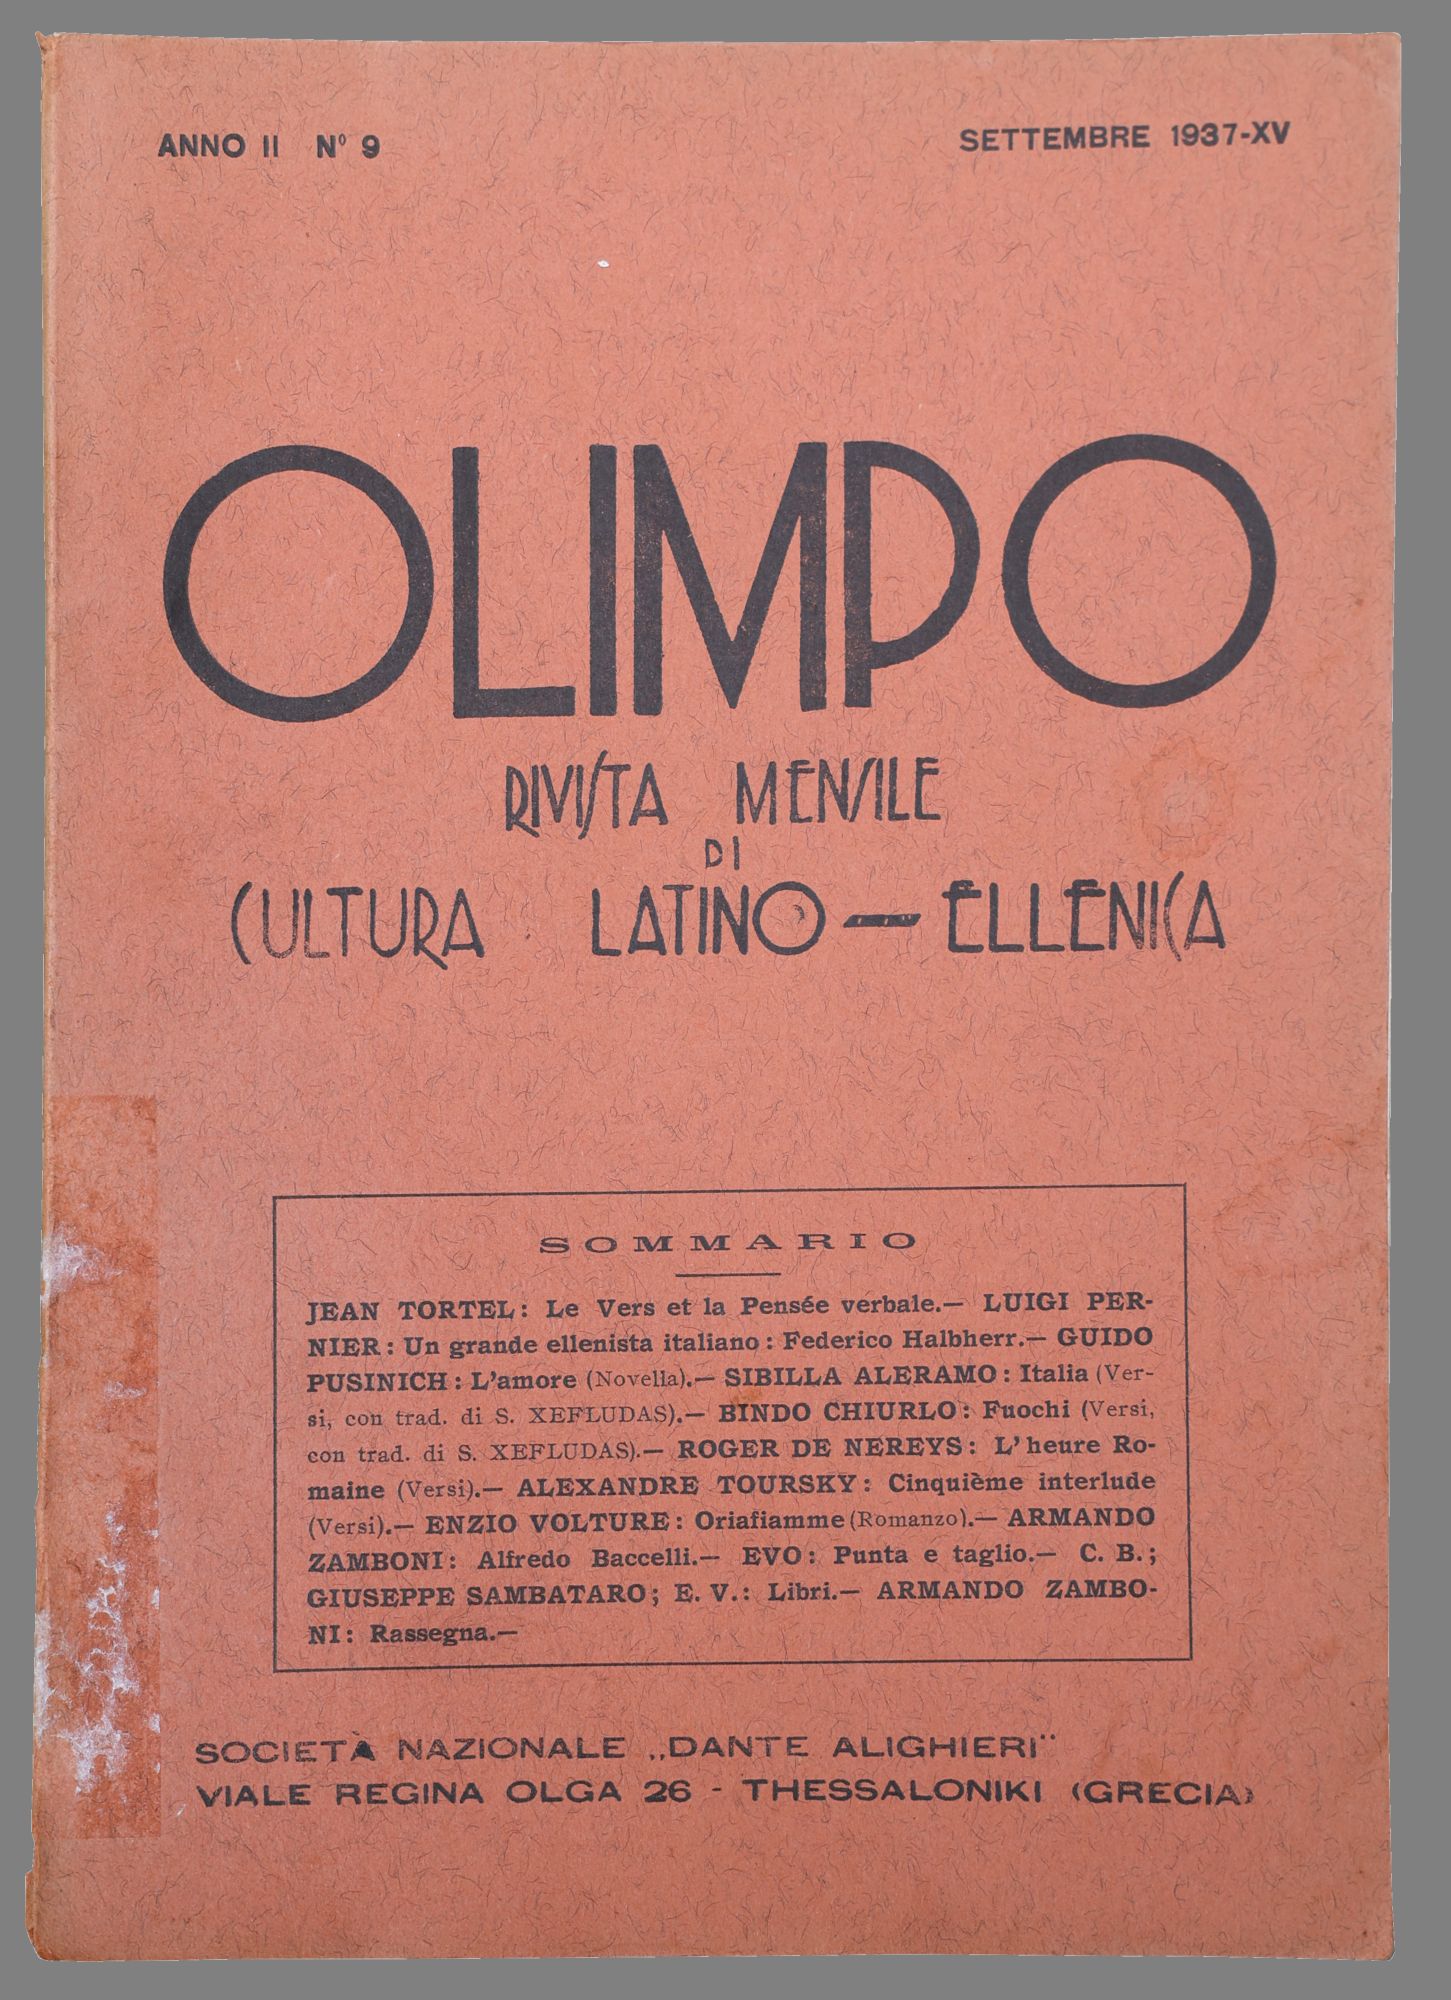 ANNO II Nº 9
SETTEMBRE 1937-XV
OLIMPO
RIVISTA MENSILE
DI
CULTURA LATINO-ELLENICA
SOMMARIO
JEAN TORTEL: Le Vers et la Pensée verbale.— LUIGI PER-
NIER: Un grande ellenista italiano: Federico Halbherr.— GUIDO
PUSINICH: L'amore (Novella).— SIBILLA ALERAMO: Italia (Ver-
si, con trad. di S. XEFLUDAS).— BINDO CHIURLO: Fuochi (Versi,
con trad. di S. XEFLUDAS).— ROGER DE NEREYS: L'heure Ro-
maine (Versi).— ALEXANDRE TOURSKY: Cinquième interlude
(Versi).— ENZIO VOLTURE: Oriafiamme (Romanzo).— ARMANDO
ZAMBONI: Alfredo Baccelli.— EVO: Punta e taglio.— C. B.;
GIUSEPPE SAMBATARO; E. V.: Libri.— ARMANDO ZAMBO-
NI: Rassegna.—
SOCIETÀ NAZIONALE „DANTE ALIGHIERI"
VIALE REGINA OLGA 26 - THESSALONIKI (GRECIA)